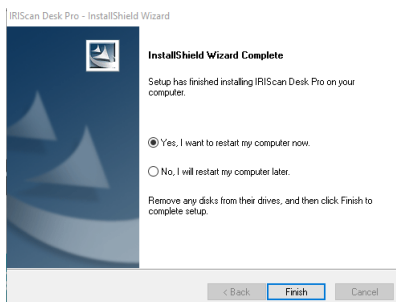 IRIScan Desk Pro - InstallShield Wizard
InstallShield Wizard Complete
Setup has finished installing IRIScan Desk Pro on your
computer.
Yes, I want to restart my computer now.
No, I will restart my computer later.
Remove any disks from their drives, and then click Finish to
complete setup.
< Back Finish Cancel